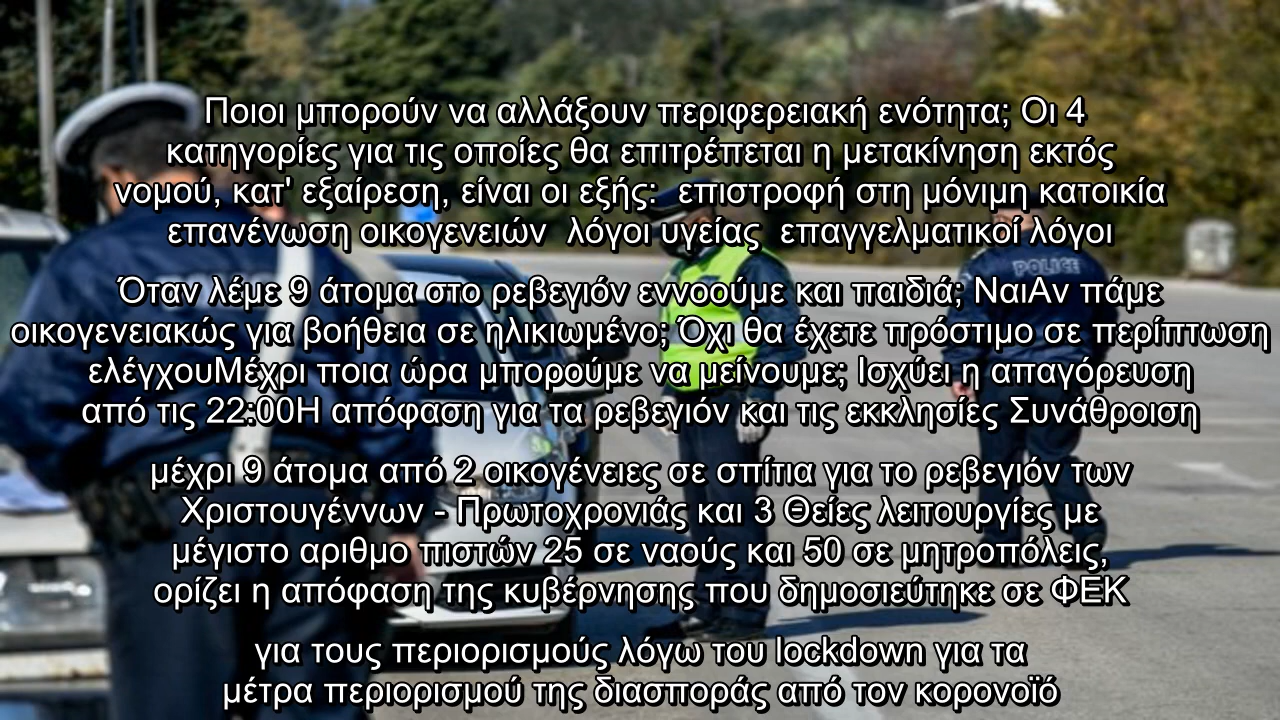 Ποιοι μπορούν να αλλάξουν περιφερειακή ενότητα; Οι 4
κατηγορίες για τις οποίες θα επιτρέπεται η μετακίνηση εκτός
νομού, κατ' εξαίρεση, είναι οι εξής:  επιστροφή στη μόνιμη κατοικία
επανένωση οικογενειών  λόγοι υγείας  επαγγελματικοί λόγοι
POLICE
Όταν λέμε 9 άτομα στο ρεβεγιόν εννοούμε και παιδιά; ΝαιΑν πάμε
οικογενειακώς για βοήθεια σε ηλικιωμένο; Όχι θα έχετε πρόστιμο σε περίπτωση
ελέγχουΜέχρι ποια ώρα μπορούμε να μείνουμε; Ισχύει η απαγόρευση
από τις 22:00Η απόφαση για τα ρεβεγιόν και τις εκκλησίες Συνάθροιση
μέχρι 9 άτομα από 2 οικογένειες σε σπίτια για το ρεβεγιόν των
Χριστουγέννων - Πρωτοχρονιάς και 3 Θείες λειτουργίες με
μέγιστο αριθμο πιστών 25 σε ναούς και 50 σε μητροπόλεις,
ορίζει η απόφαση της κυβέρνησης που δημοσιεύτηκε σε ΦΕΚ
για τους περιορισμούς λόγω του lockdown για τα
μέτρα περιορισμού της διασποράς από τον κορονοϊό